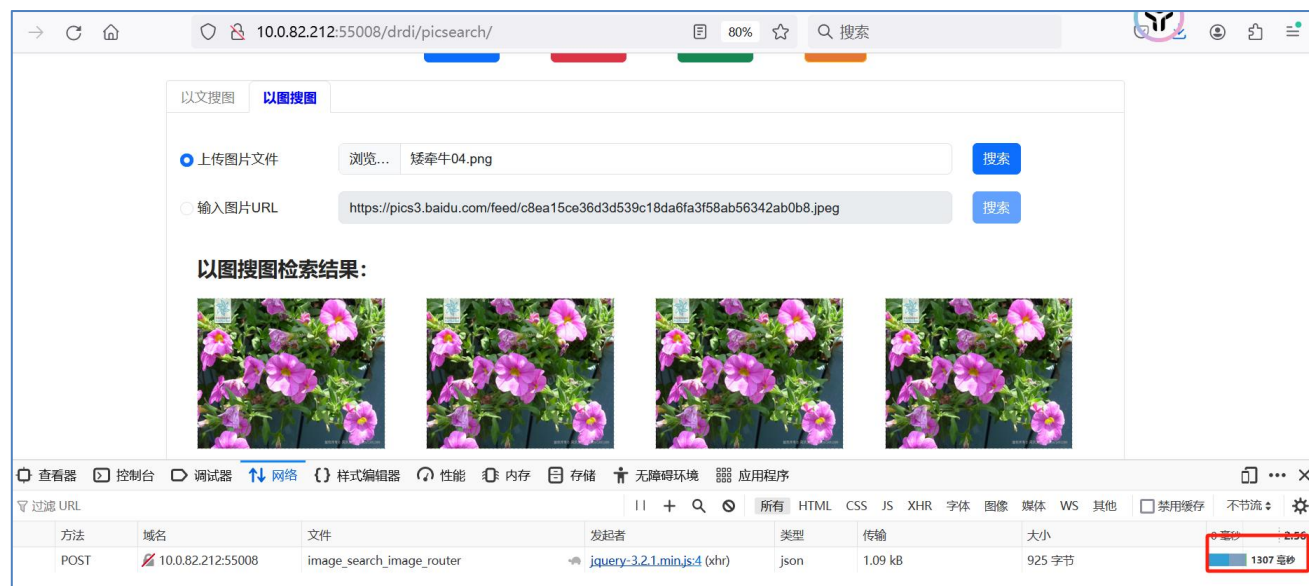 10.0.82.212:55008/drdi/picsearch/
80%
搜索
以文搜图
以图搜图
上传图片文件
浏览…
矮牵牛04.png
搜索
输入图片URL
https://pics3.baidu.com/feed/c8ea15ce36d3d539c18da6fa3f58ab56342ab0b8.jpeg
搜索
以图搜图检索结果：
查看器 控制台 调试器 网络 {} 样式编辑器 性能 内存 存储 无障碍环境 应用程序
过滤 URL
所有 HTML CSS JS XHR 字体 图像 媒体 WS 其他 禁用缓存 不节流
方法 域名 文件 发起者 类型 传输 大小 0 毫秒 2.56
POST 10.0.82.212:55008 image_search_image_router jquery-3.2.1.min.js:4 (xhr) json 1.09 kB 925 字节 1307 毫秒